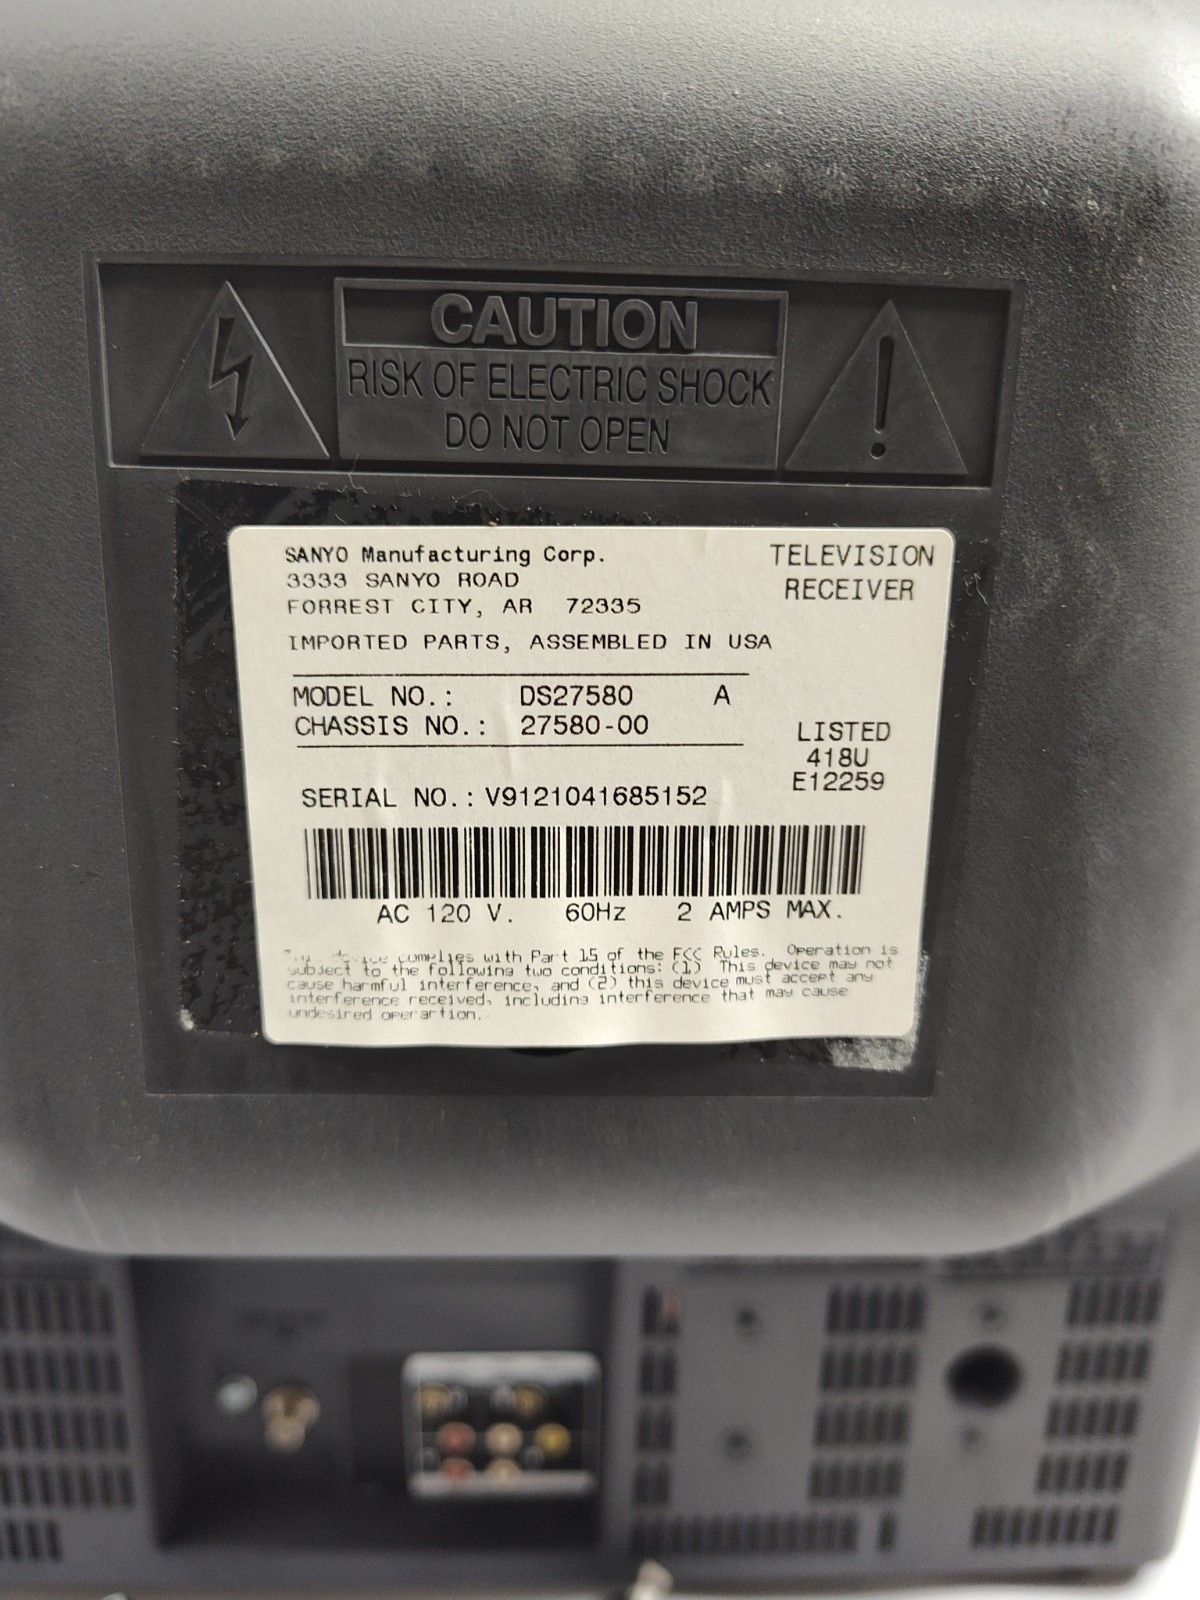 CAUTION
RISK OF ELECTRIC SHOCK
DO NOT OPEN
SANYO Manufacturing Corp.
3333 SANYO ROAD
FORREST CITY, AR 72335
IMPORTED PARTS, ASSEMBLED IN USA
TELEVISION
RECEIVER
MODEL NO.: DS27580 A
CHASSIS NO.: 27580-00
LISTED
418U
E12259
SERIAL NO.: V9121041685152
AC 120 V. 60Hz 2 AMPS MAX.
complies with Part 15 of the FCC Rules. Operation is
subject to the following two conditions: (1) This device may not
cause harmful interference, and (2) this device must accept any
interference received, including interference that may cause
undesired operartion.